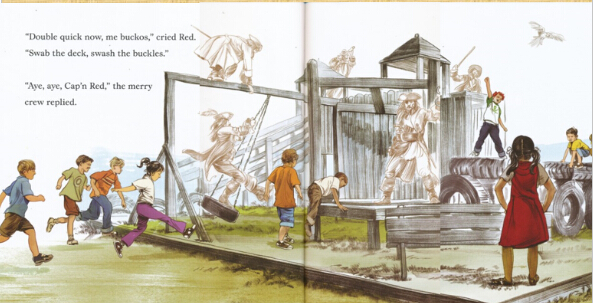 "Double quick now, me buckos," cried Red.
"Swab the deck, swash the buckles."
"Aye, aye, Cap'n Red," the merry
crew replied.